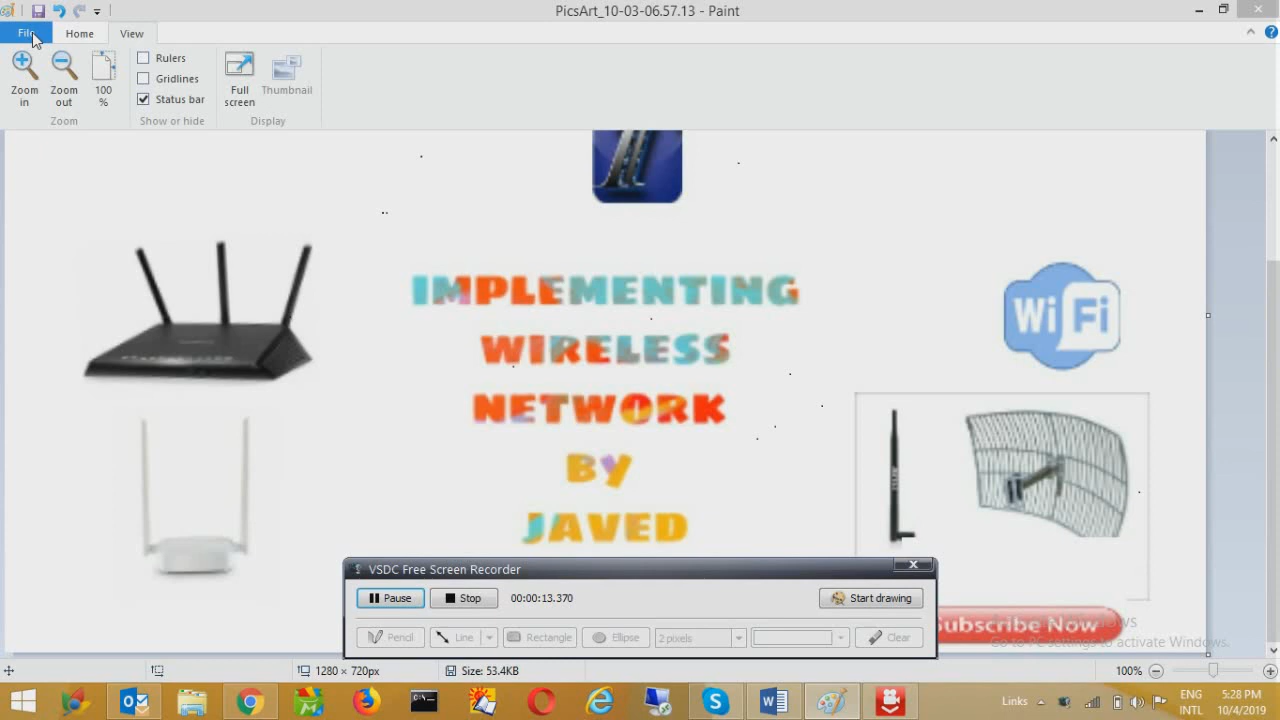 PicsArt_10-03-06.57.13 - Paint
File Home View
Zoom in
Zoom out
100 %
Rulers
Gridlines
Status bar
Full screen
Thumbnail
Zoom
Show or hide
Display
IMPLEMENTING
WIRELESS
NETWORK
BY
JAVED
Wi Fi
VSDC Free Screen Recorder
Pause Stop 00:00:13.370 Start drawing
Pencil Line Rectangle Ellipse 2 pixels Clear
Subscribe Now
Go to PC settings to activate Windows.
1280 × 720px Size: 53.4KB 100%
Links ENG 5:28 PM
INTL 10/4/2019